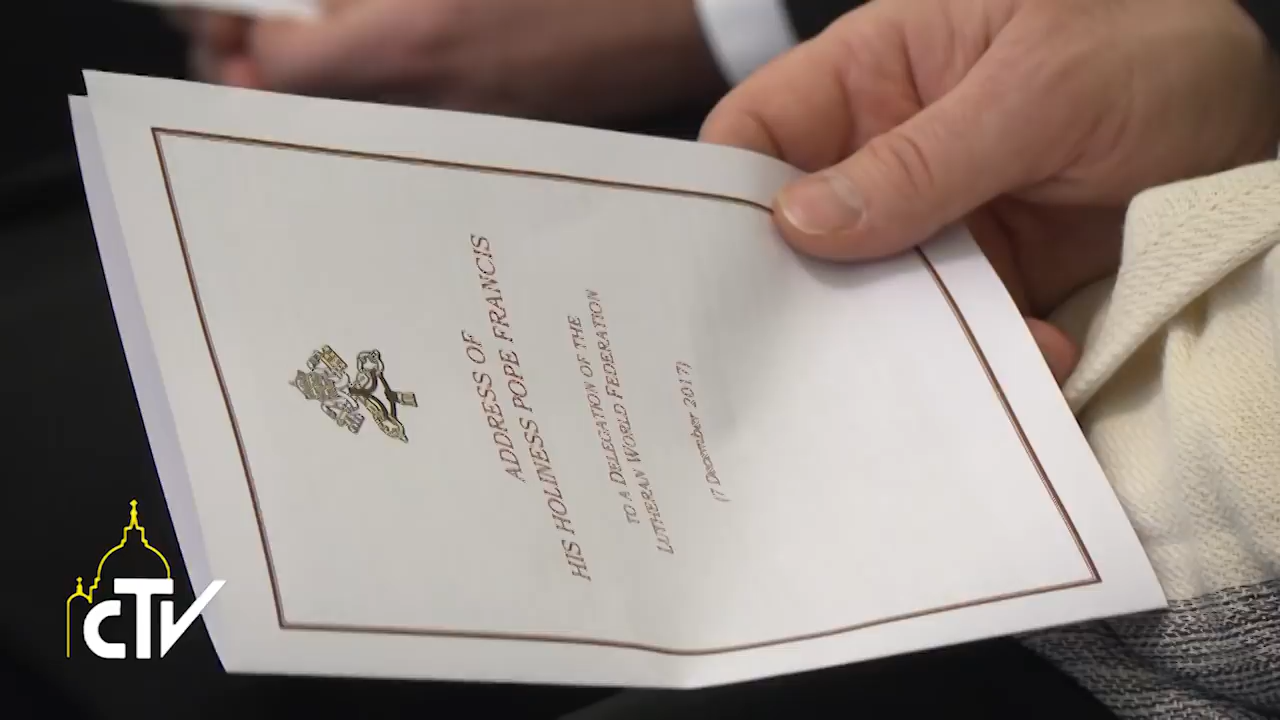 ADDRESS OF
HIS HOLINESS POPE FRANCIS
TO A DELEGATION OF THE
LUTHERAN WORLD FEDERATION
(7 December 2017)
CTV